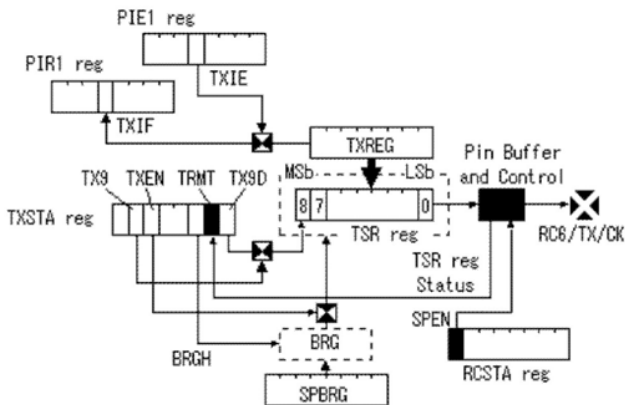 PIE1 reg
PIR1 reg
TXIE
TXIF
TXREG
Pin Buffer
and Control
MSb
LSb
TX9
TXEN
TRMT
TX9D
8 7 0
TXSTA reg
TSR reg
RC6/TX/CK
TSR reg
Status
SPEN
BRG
BRGH
RCSTA reg
SPBRG